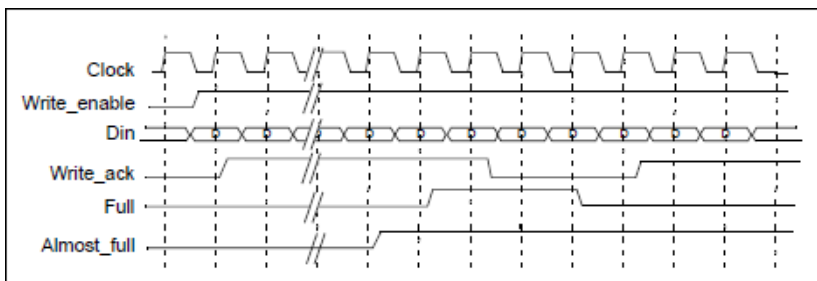 Clock
Write_enable
Din D D D D D D D D D D
Write_ack
Full
Almost_full